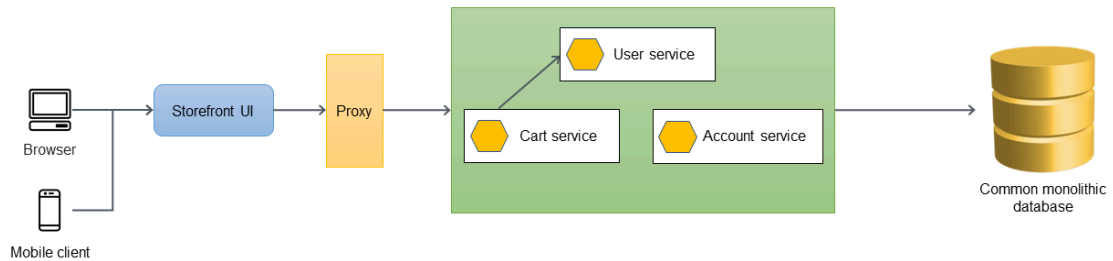 Browser
Mobile client
Storefront UI
Proxy
User service
Cart service
Account service
Common monolithic
database